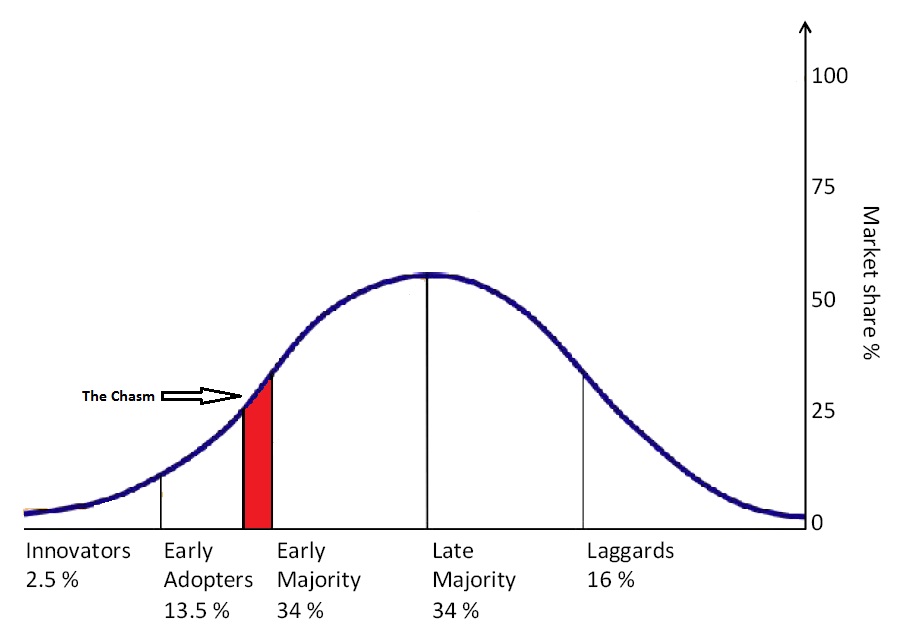 100
75
50
25
0
Market share %
The Chasm
Innovators
2.5 %
Early
Adopters
13.5 %
Early
Majority
34 %
Late
Majority
34 %
Laggards
16 %